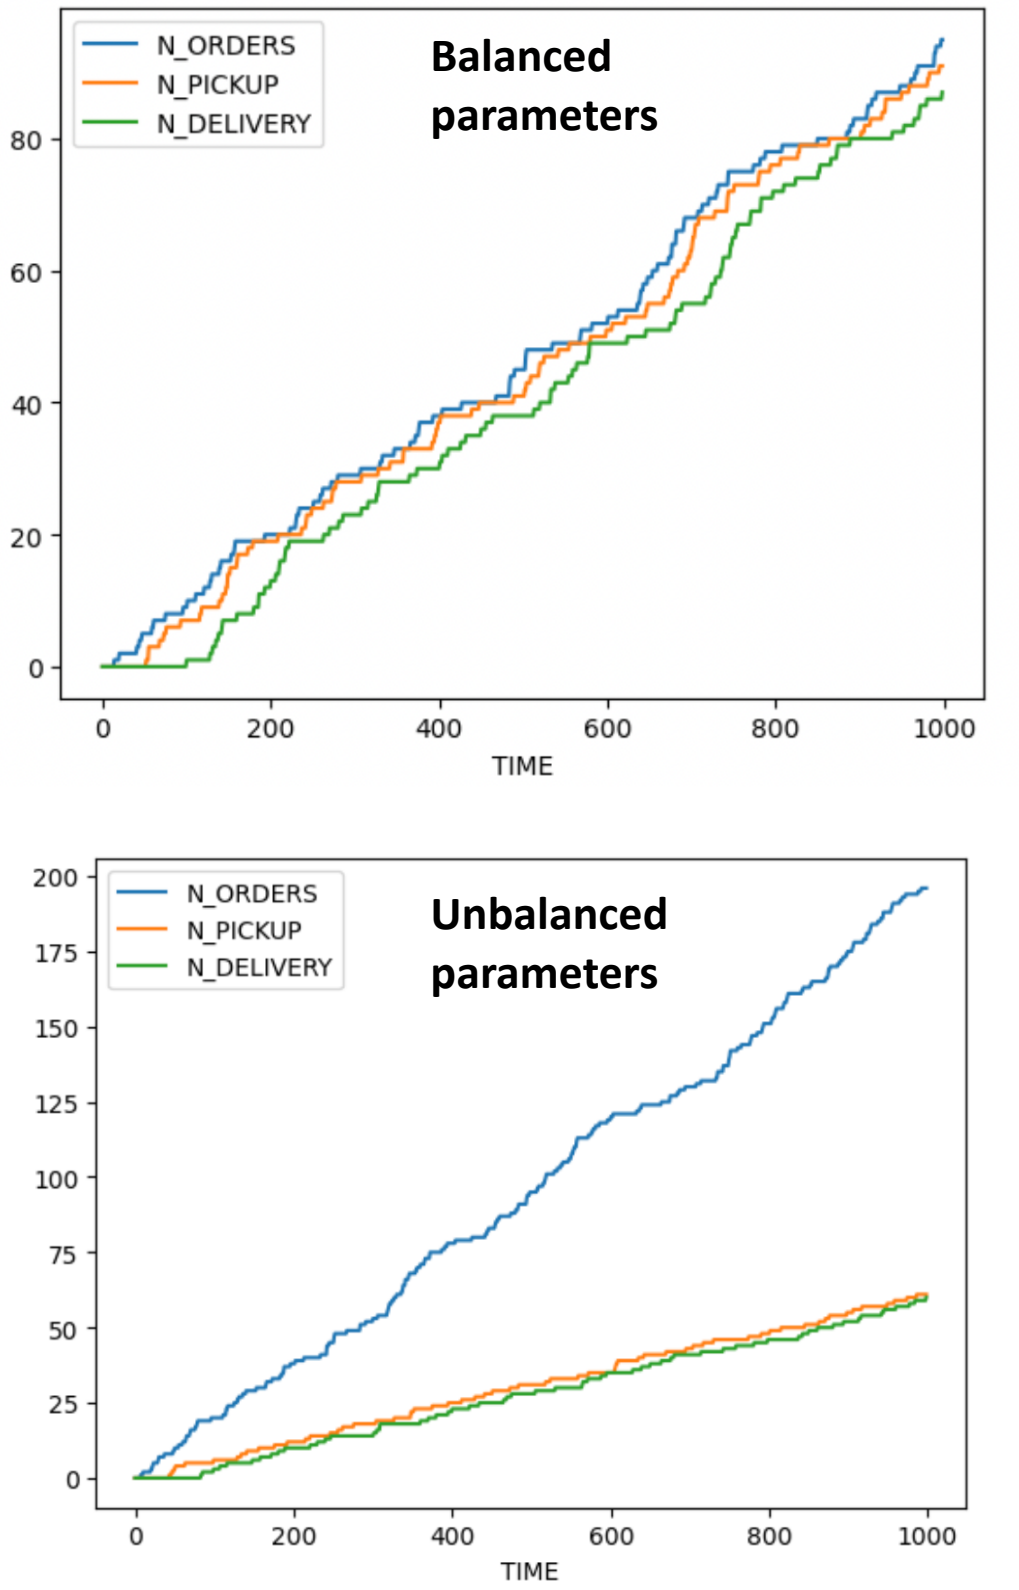 N_ORDERS
N_PICKUP
N_DELIVERY
Balanced
parameters
80
60
40
20
0
0 200 400 600 800 1000
TIME
N_ORDERS
N_PICKUP
N_DELIVERY
Unbalanced
parameters
200
175
150
125
100
75
50
25
0
0 200 400 600 800 1000
TIME